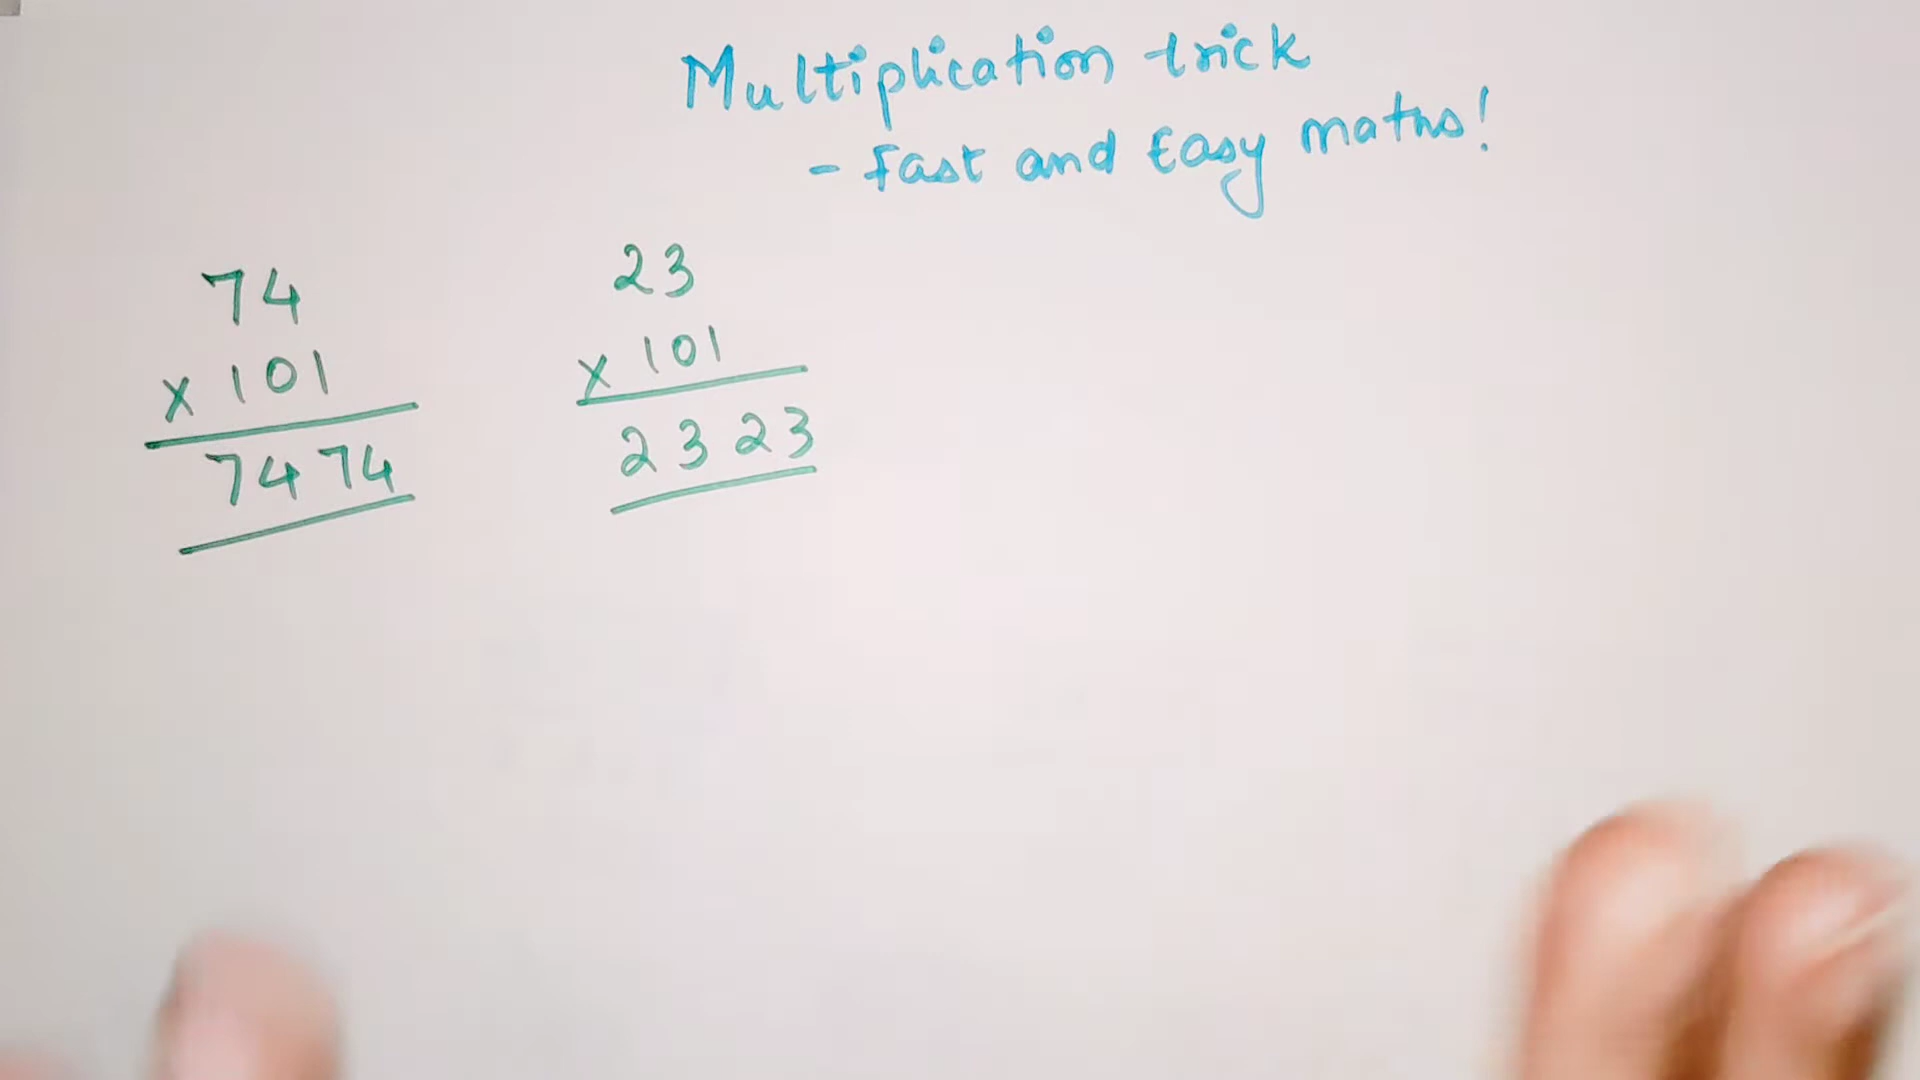 Multiplication trick
- Fast and Easy maths!
74
x 101
7474
23
x 101
2323